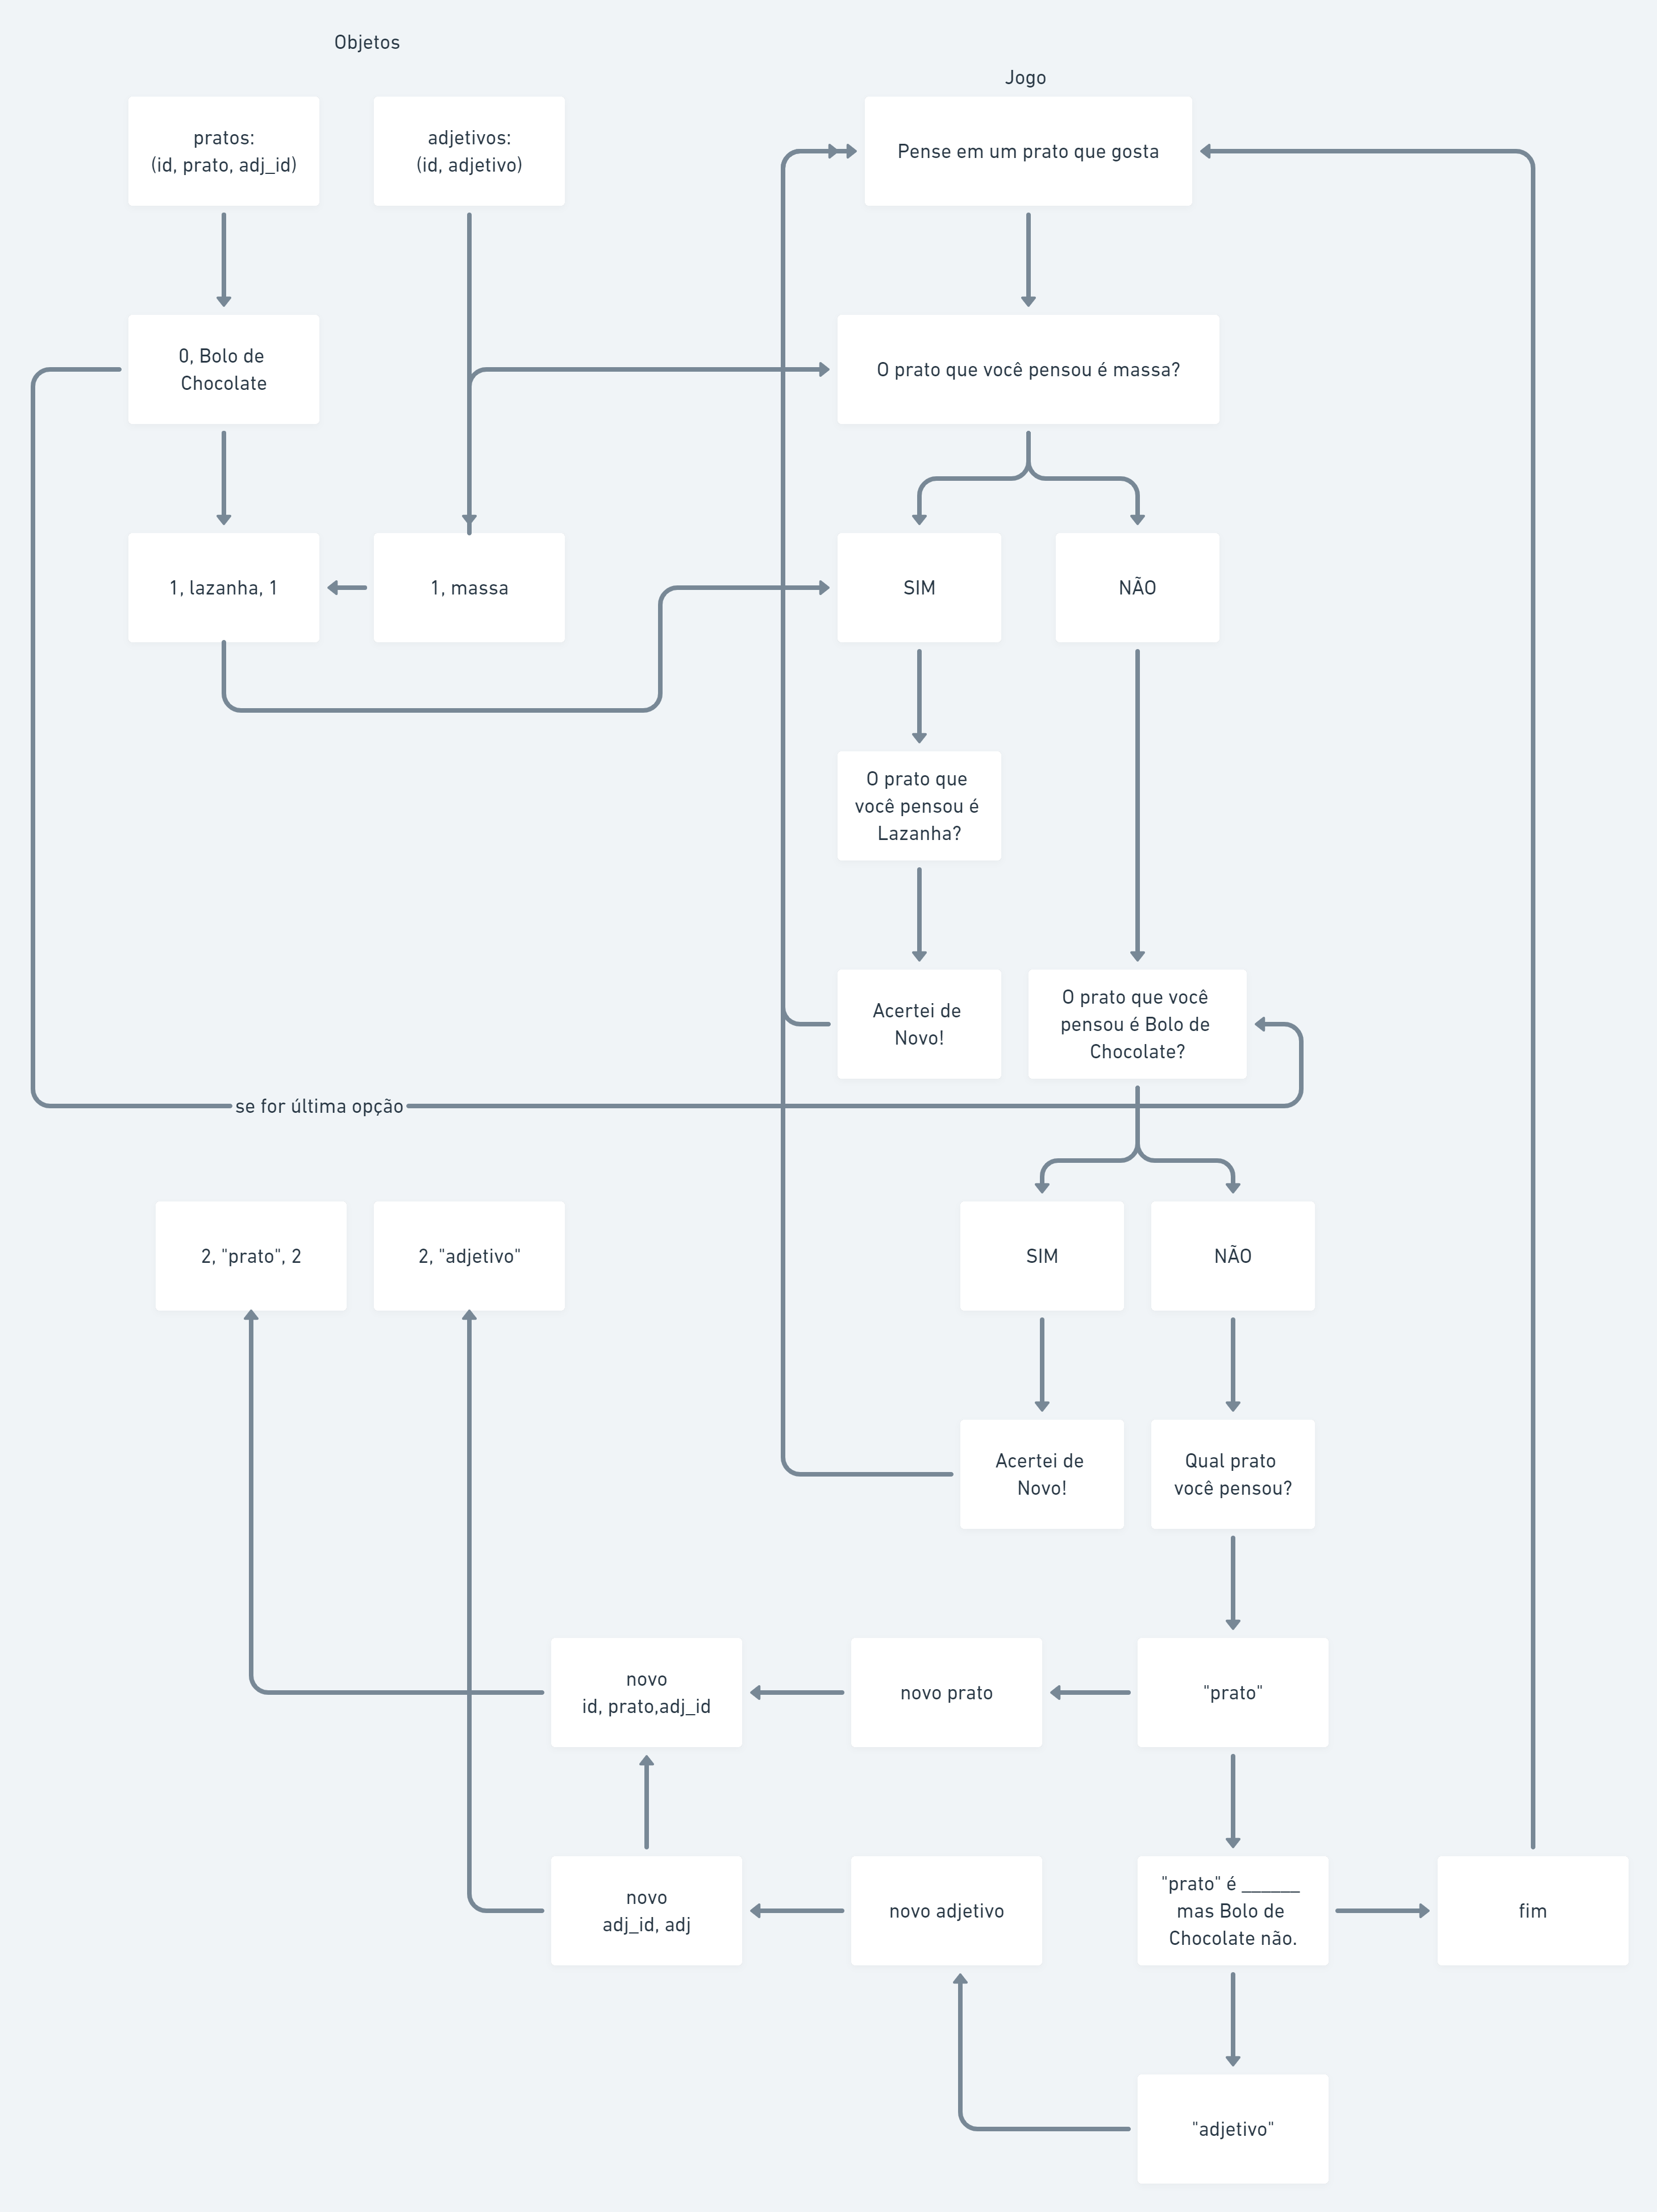 Objetos
Jogo
pratos:
(id, prato, adj_id)
adjetivos:
(id, adjetivo)
Pense em um prato que gosta
0, Bolo de
Chocolate
O prato que você pensou é massa?
1, lazanha, 1
1, massa
SIM
NÃO
O prato que
você pensou é
Lazanha?
Acertei de
Novo!
O prato que você
pensou é Bolo de
Chocolate?
se for última opção
2, "prato", 2
2, "adjetivo"
SIM
NÃO
Acertei de
Novo!
Qual prato
você pensou?
novo
id, prato,adj_id
novo prato
"prato"
novo
adj_id, adj
novo adjetivo
"prato" é ______
mas Bolo de
Chocolate não.
fim
"adjetivo"